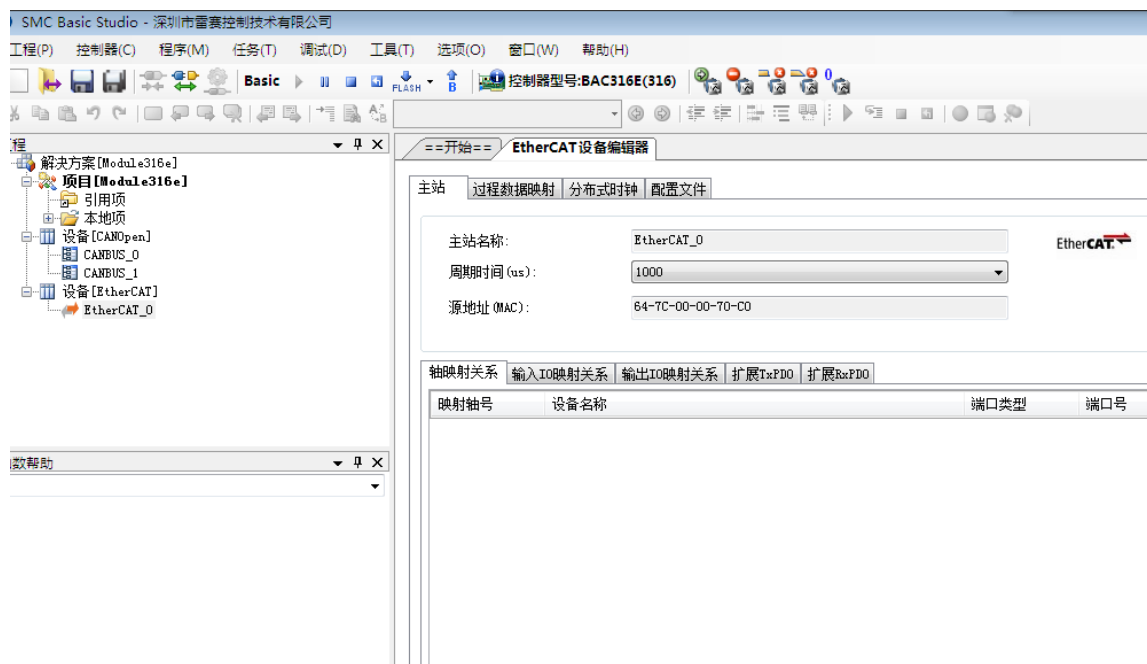 SMC Basic Studio - 深圳市雷赛控制技术有限公司
工程(P) 控制器(C) 程序(M) 任务(T) 调试(D) 工具(T) 选项(O) 窗口(W) 帮助(H)
Basic FLASH B 控制器型号:BAC316E(316) 0
程
==开始== EtherCAT设备编辑器
解决方案[Module316e]
项目[Module316e]
引用项
本地项
设备[CANOpen]
CANBUS_0
CANBUS_1
设备[EtherCAT]
EtherCAT_0
数帮助
主站 过程数据映射 分布式时钟 配置文件
主站名称: EtherCAT_0
EtherCAT.
周期时间(us): 1000
源地址(MAC): 64-7C-00-00-70-C0
轴映射关系 输入IO映射关系 输出IO映射关系 扩展TxPDO 扩展RxPDO
映射轴号 设备名称 端口类型 端口号